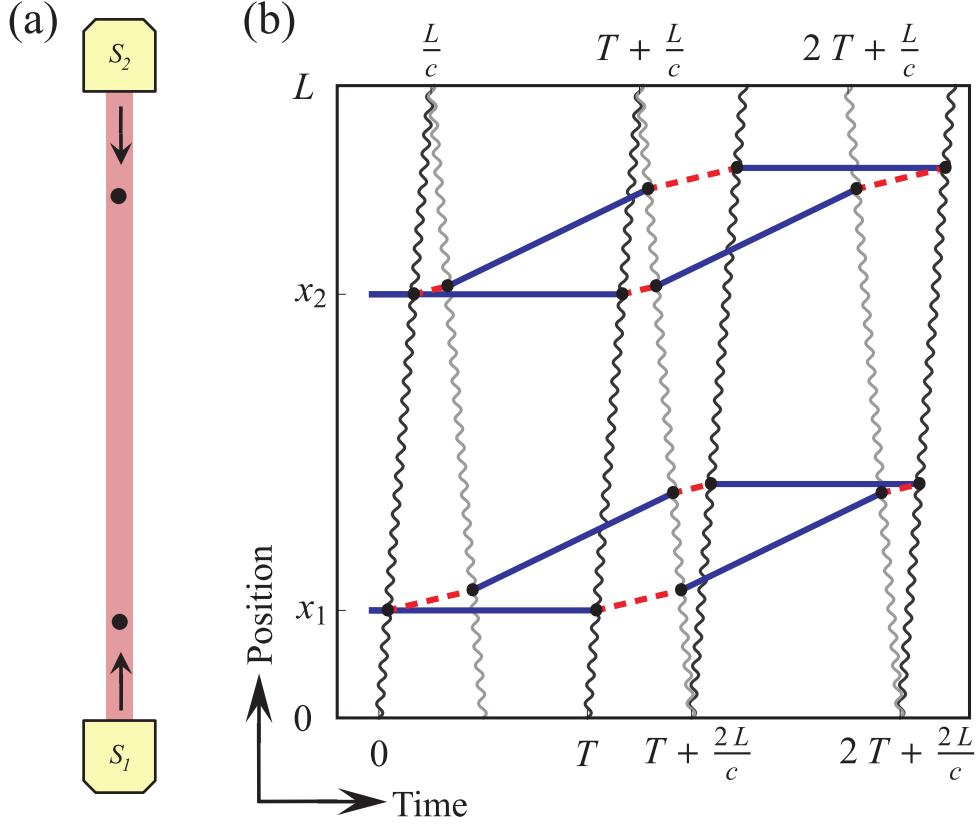 (a)
S₂
S₁
(b)
L/c
T + L/c
2 T + L/c
L
x₂
x₁
0
Position
Time
0
T
T + 2 L/c
2 T + 2 L/c